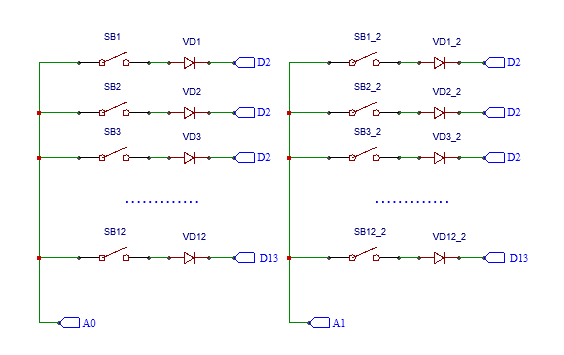 SB1 VD1 D2 SB1_2 VD1_2 D2
SB2 VD2 D2 SB2_2 VD2_2 D2
SB3 VD3 D2 SB3_2 VD3_2 D2
............. .............
SB12 VD12 D13 SB12_2 VD12_2 D13
A0 A1